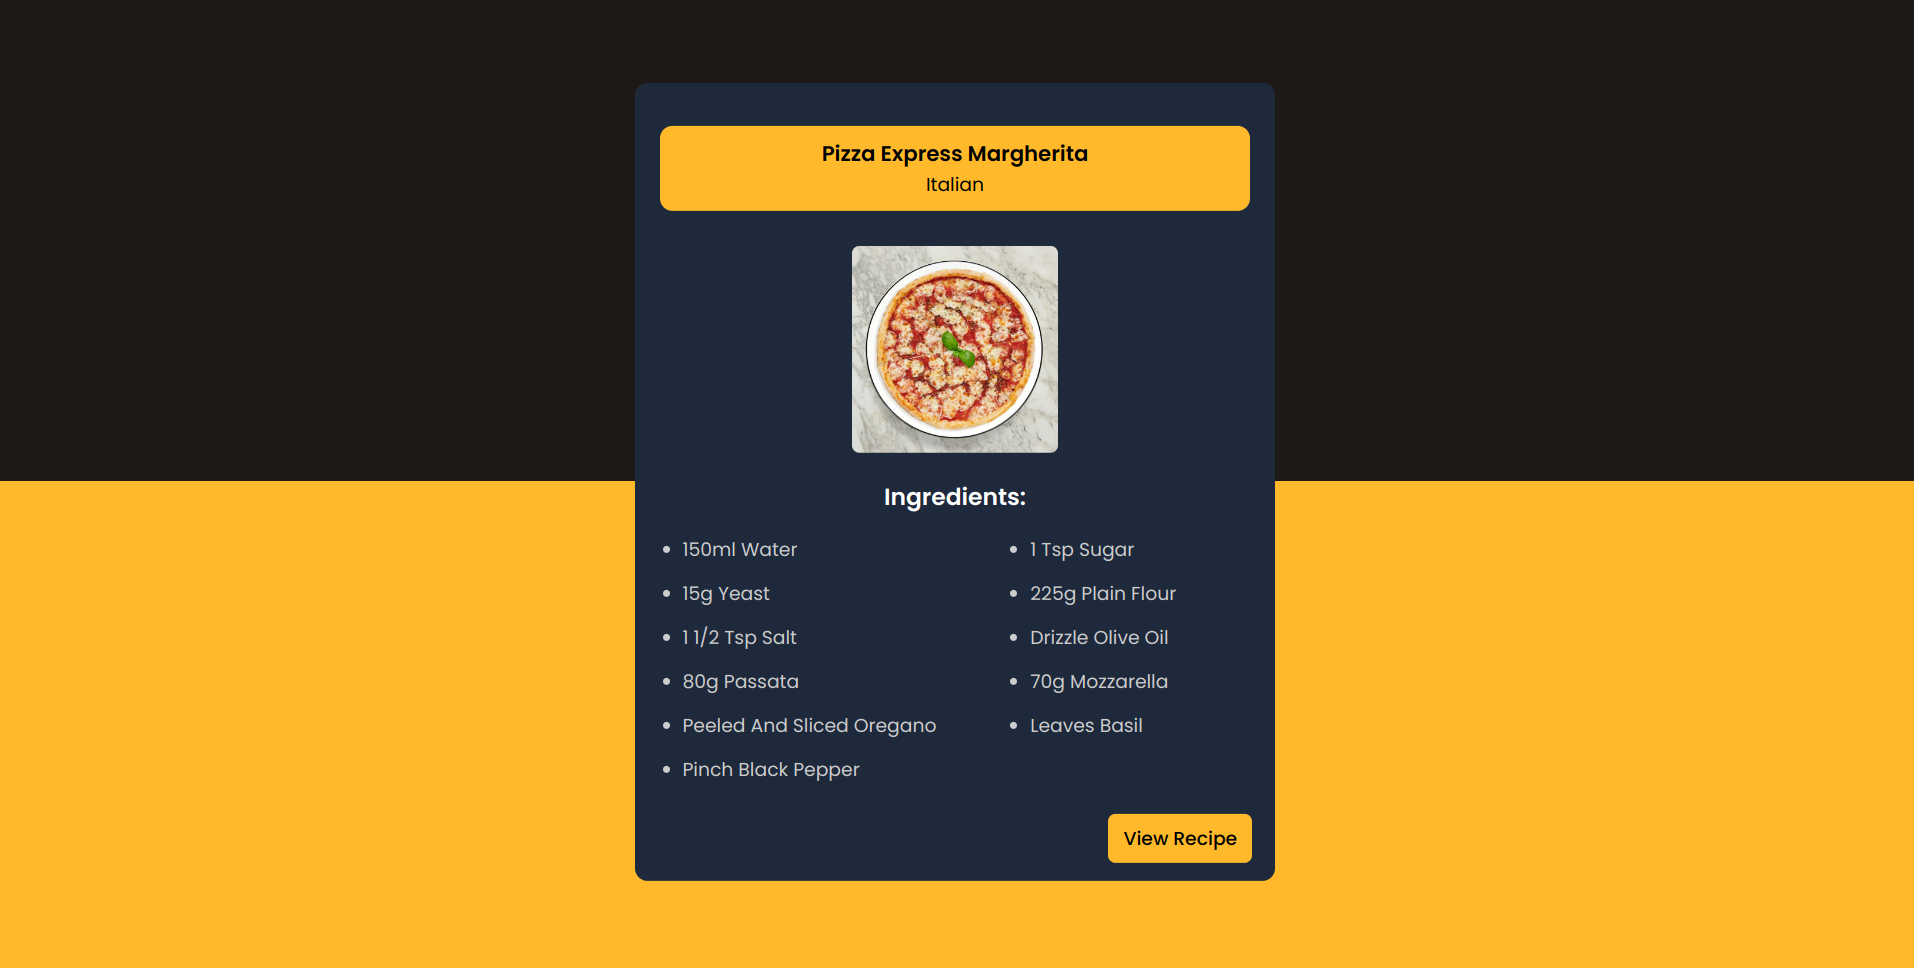 Pizza Express Margherita
Italian
Ingredients:
150ml Water
1 Tsp Sugar
15g Yeast
225g Plain Flour
1 1/2 Tsp Salt
Drizzle Olive Oil
80g Passata
70g Mozzarella
Peeled And Sliced Oregano
Leaves Basil
Pinch Black Pepper
View Recipe